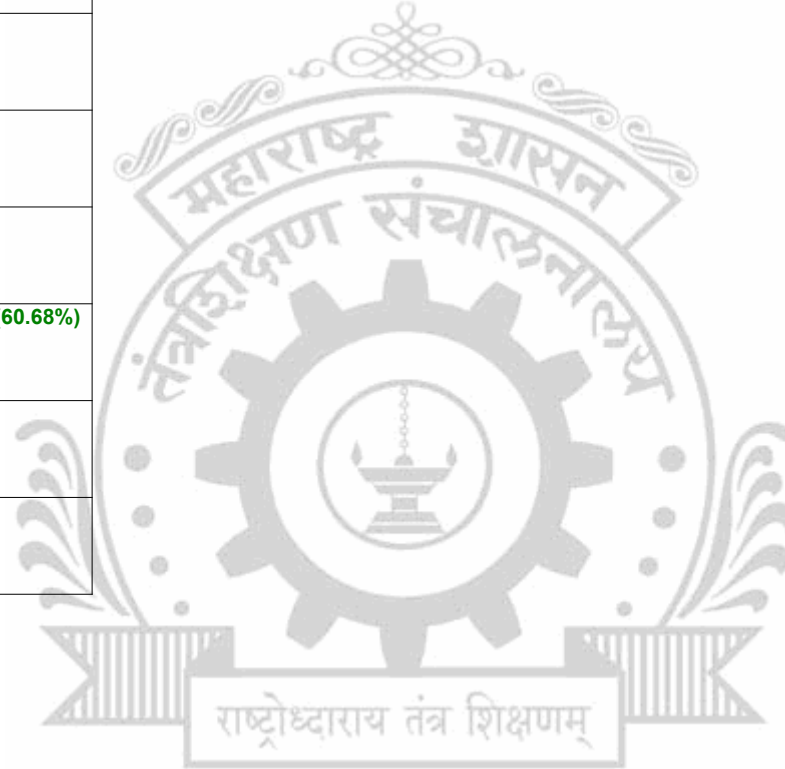 महाराष्ट्र शासन
तंत्रशिक्षण संचालनालय
60.68%)
राष्ट्रोध्दाराय तंत्र शिक्षणम्